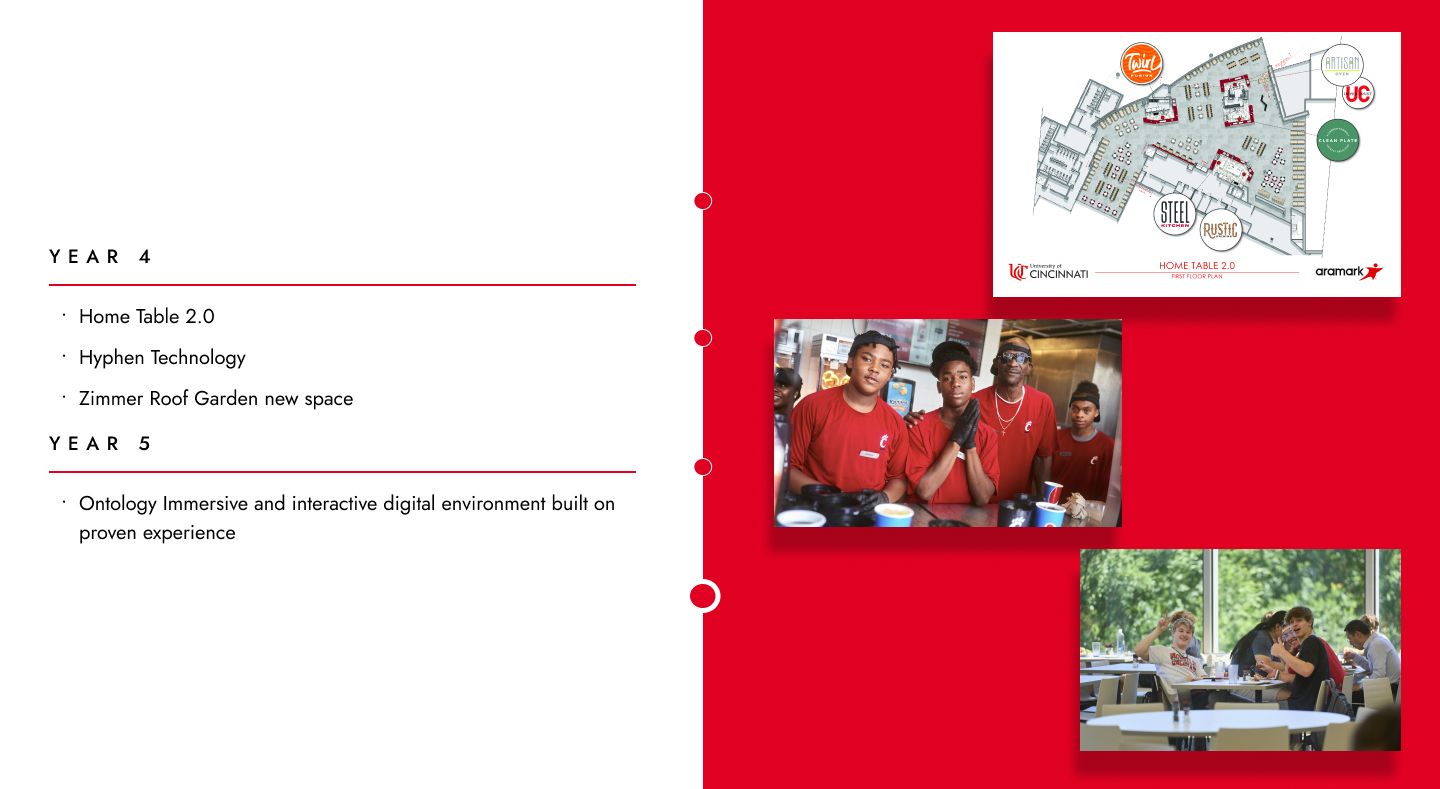 YEAR 4
· Home Table 2.0
· Hyphen Technology
· Zimmer Roof Garden new space
YEAR 5
· Ontology Immersive and interactive digital environment built on
proven experience
Twirl
FUSION
ARTISAN
OVEN
UC
CLEAN PLATE
STEEL
KITCHEN
RUSTIC
University of
CINCINNATI
HOME TABLE 2.0
FIRST FLOOR PLAN
aramark